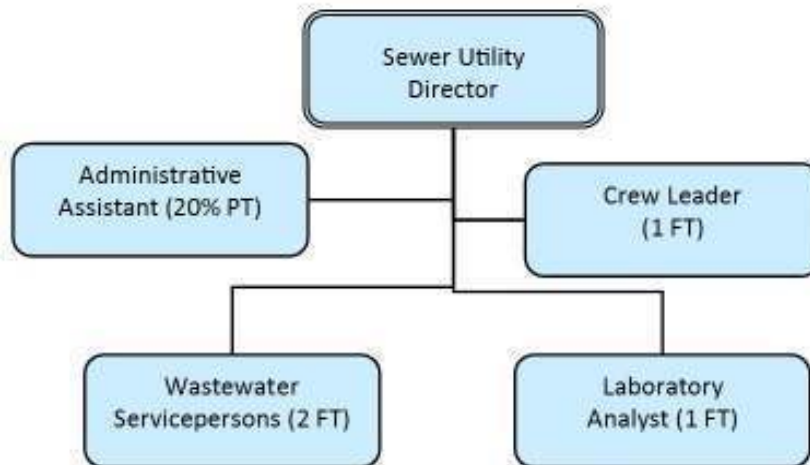 Sewer Utility
Director
Administrative
Assistant (20% PT)
Crew Leader
(1 FT)
Wastewater
Servicepersons (2 FT)
Laboratory
Analyst (1 FT)